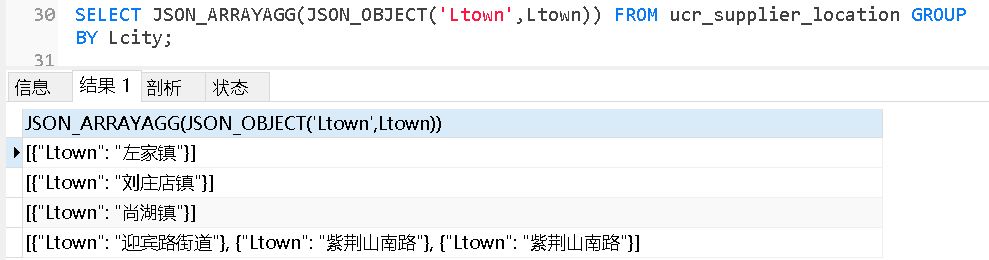 30 SELECT JSON_ARRAYAGG(JSON_OBJECT('Ltown',Ltown)) FROM ucr_supplier_location GROUP
BY Lcity;
31
信息 结果 1 剖析 状态
JSON_ARRAYAGG(JSON_OBJECT('Ltown',Ltown))
[{"Ltown": "左家镇"}]
[{"Ltown": "刘庄店镇"}]
[{"Ltown": "尚湖镇"}]
[{"Ltown": "迎宾路街道"}, {"Ltown": "紫荆山南路"}, {"Ltown": "紫荆山南路"}]